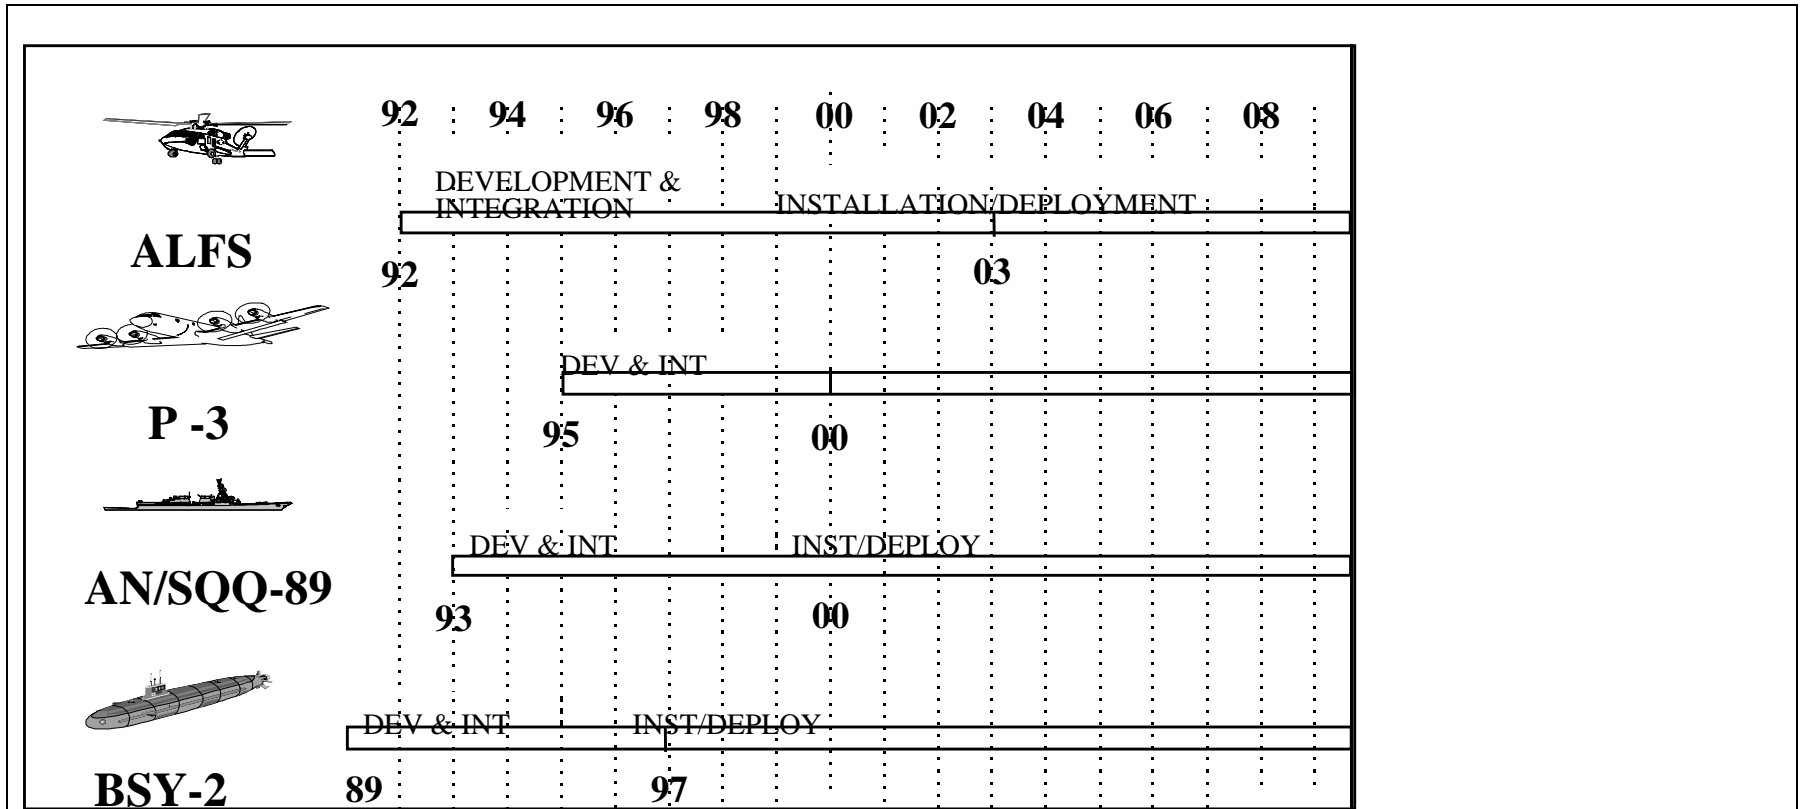 92 94 96 98 00 02 04 06 08
DEVELOPMENT &
INTEGRATION
INSTALLATION/DEPLOYMENT
ALFS
92 03
DEV & INT
P -3
95 00
DEV & INT INST/DEPLOY
AN/SQQ-89
93 00
DEV & INT INST/DEPLOY
BSY-2 89 97